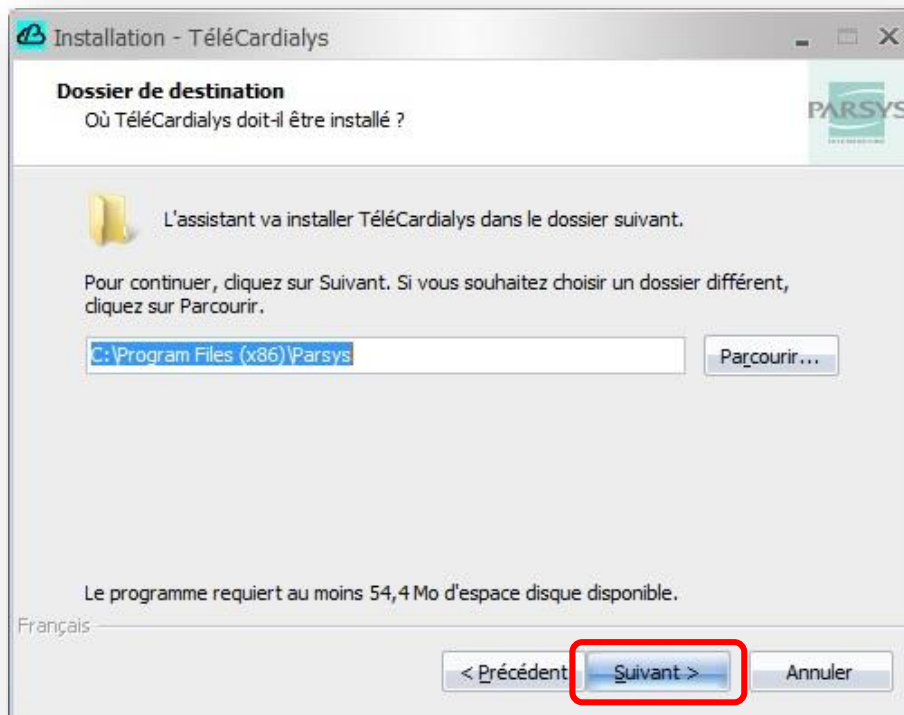 Installation - TéléCardialys
Dossier de destination
Où TéléCardialys doit-il être installé ?
PARSYS
L'assistant va installer TéléCardialys dans le dossier suivant.
Pour continuer, cliquez sur Suivant. Si vous souhaitez choisir un dossier différent,
cliquez sur Parcourir.
C:\Program Files (x86)\Parsys
Parcourir...
Le programme requiert au moins 54,4 Mo d'espace disque disponible.
Français
< Précédent
Suivant >
Annuler